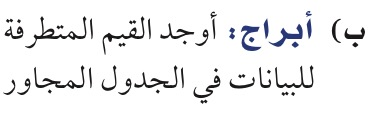 ب) أبراج: أوجد القيم المتطرفة
للبيانات في الجدول المجاور